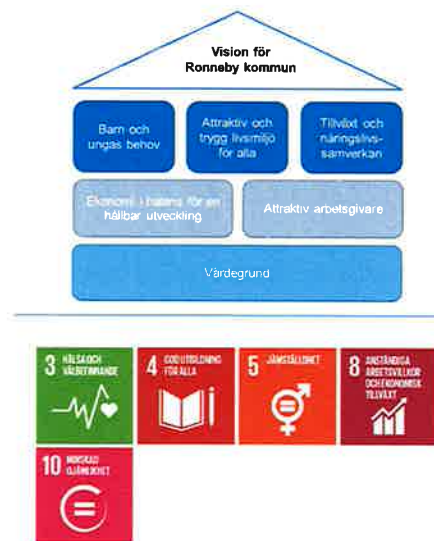 Vision för
Ronneby kommun
Barn och
ungas behov
Attraktiv och
trygg livsmiljö
för alla
Tillväxt och
näringslivs-
samverkan
Ekonomi i balans för en
hållbar utveckling
Attraktiv arbetsgivare
Värdegrund
3 HÄLSA OCH
VÄLBEFINNANDE
4 GOD UTBILDNING
FÖR ALLA
5 JÄMSTÄLLDHET
8 ANSTÄNDIGA
ARBETSVILLKOR
OCH EKONOMISK
TILLVÄXT
10 MINSKAD
OJÄMLIKHET